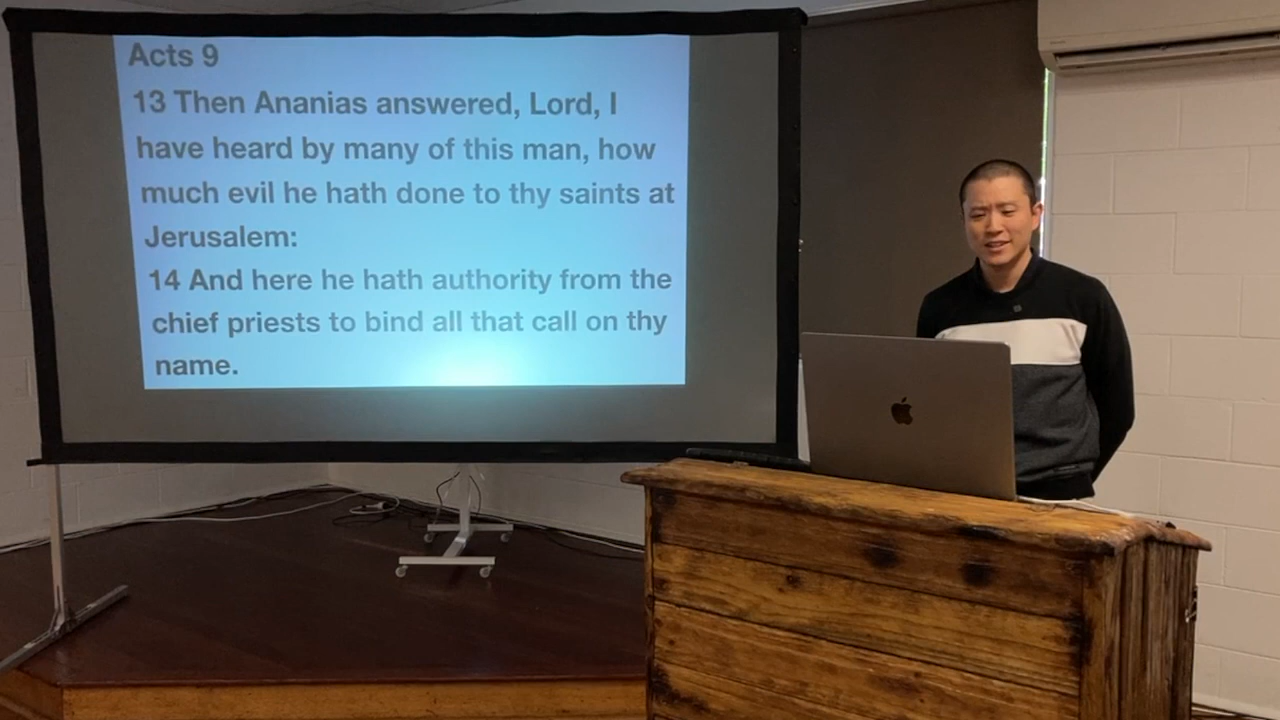 Acts 9
13 Then Ananias answered, Lord, I
have heard by many of this man, how
much evil he hath done to thy saints at
Jerusalem:
14 And here he hath authority from the
chief priests to bind all that call on thy
name.